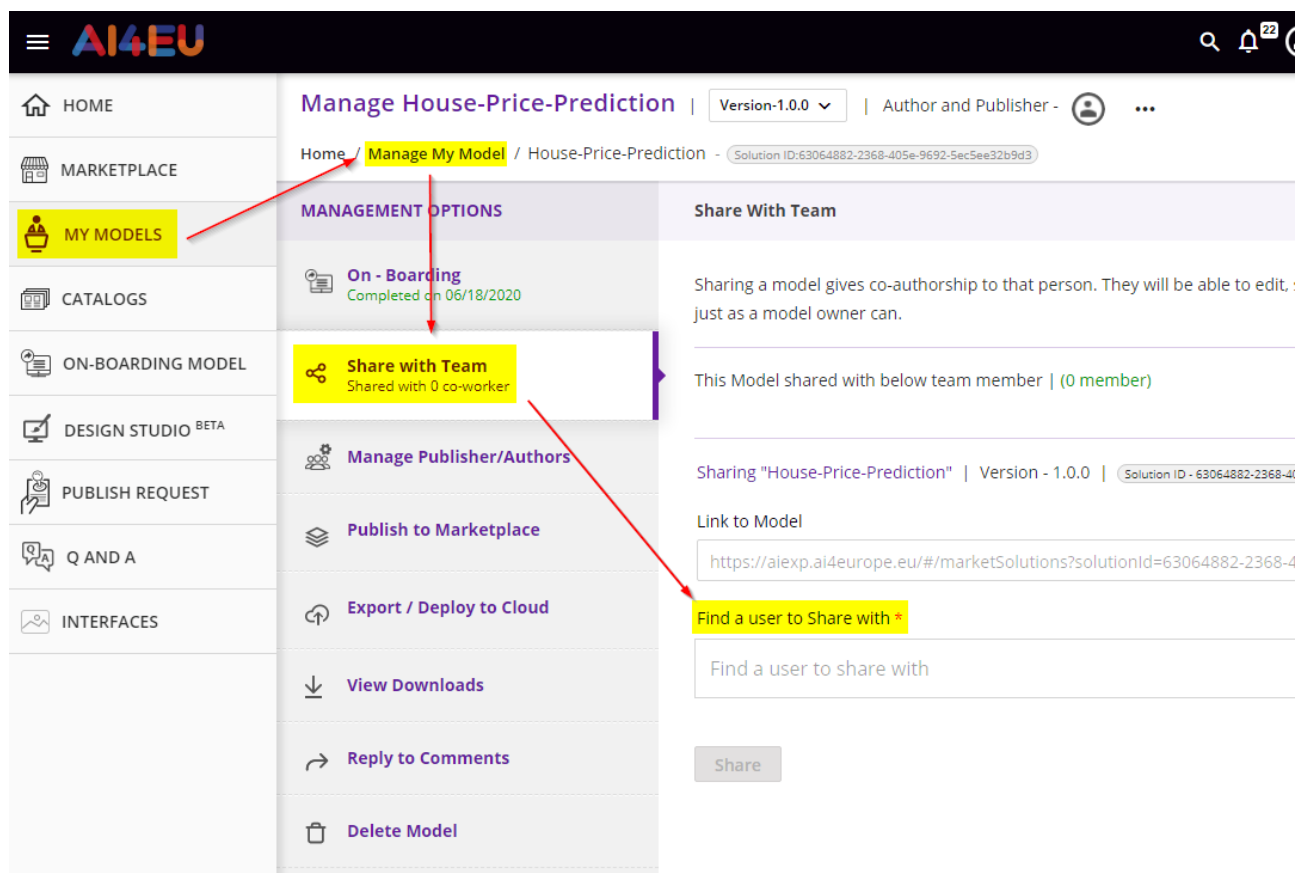 AI4EU
22
HOME
MARKETPLACE
MY MODELS
CATALOGS
ON-BOARDING MODEL
DESIGN STUDIO BETA
PUBLISH REQUEST
Q AND A
INTERFACES
Manage House-Price-Prediction | Version-1.0.0 | Author and Publisher -
Home / Manage My Model / House-Price-Prediction - Solution ID:63064882-2368-405e-9692-5ec5ee32b9d3
MANAGEMENT OPTIONS
On - Boarding
Completed on 06/18/2020
Share with Team
Shared with 0 co-worker
Manage Publisher/Authors
Publish to Marketplace
Export / Deploy to Cloud
View Downloads
Reply to Comments
Delete Model
Share With Team
Sharing a model gives co-authorship to that person. They will be able to edit,
just as a model owner can.
This Model shared with below team member | (0 member)
Sharing "House-Price-Prediction" | Version - 1.0.0 | Solution ID - 63064882-2368-40
Link to Model
https://aiexp.ai4europe.eu/#/marketSolutions?solutionId=63064882-2368-4
Find a user to Share with *
Find a user to share with
Share